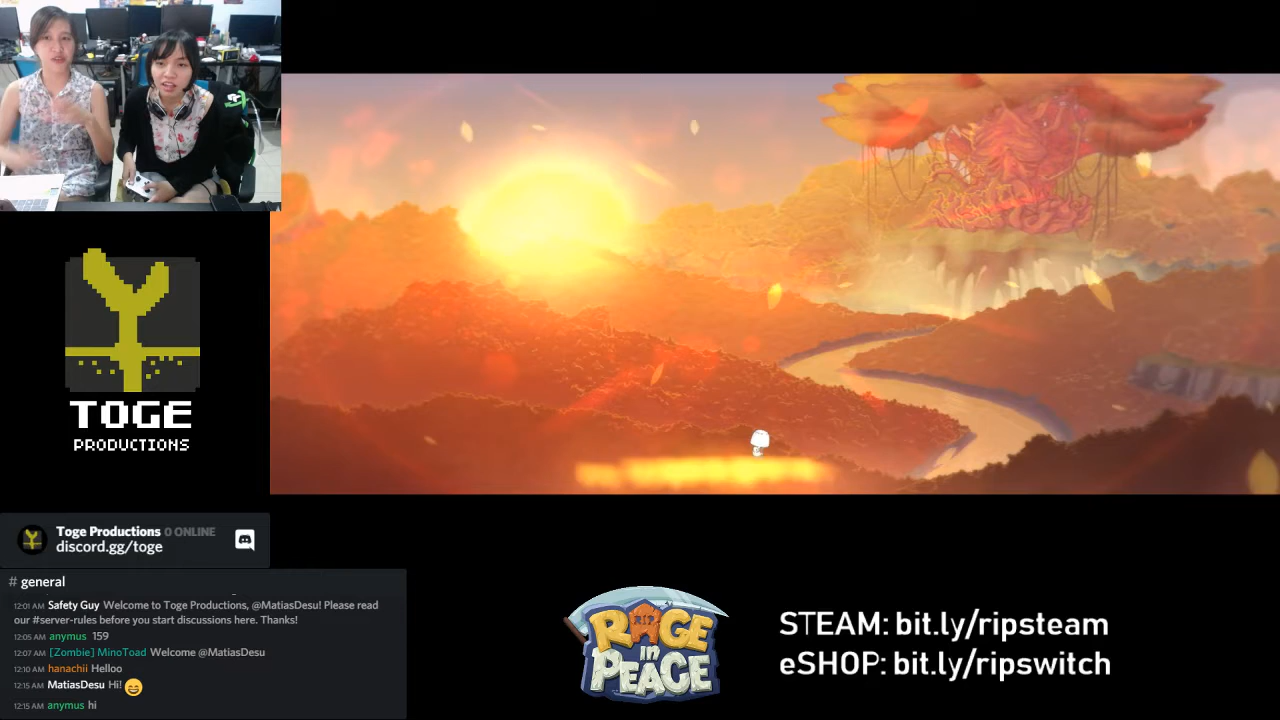 TOGE
PRODUCTIONS
Toge Productions 0 ONLINE
discord.gg/toge
# general
12:01 AM Safety Guy Welcome to Toge Productions, @MatiasDesu! Please read
our #server-rules before you start discussions here. Thanks!
12:05 AM anymus 159
12:07 AM [Zombie] MinoToad Welcome @MatiasDesu
12:10 AM hanachii Helloo
12:15 AM MatiasDesu Hi! 😄
12:15 AM anymus hi
RIP
RAGE
in
PEACE
STEAM: bit.ly/ripsteam
eSHOP: bit.ly/ripswitch